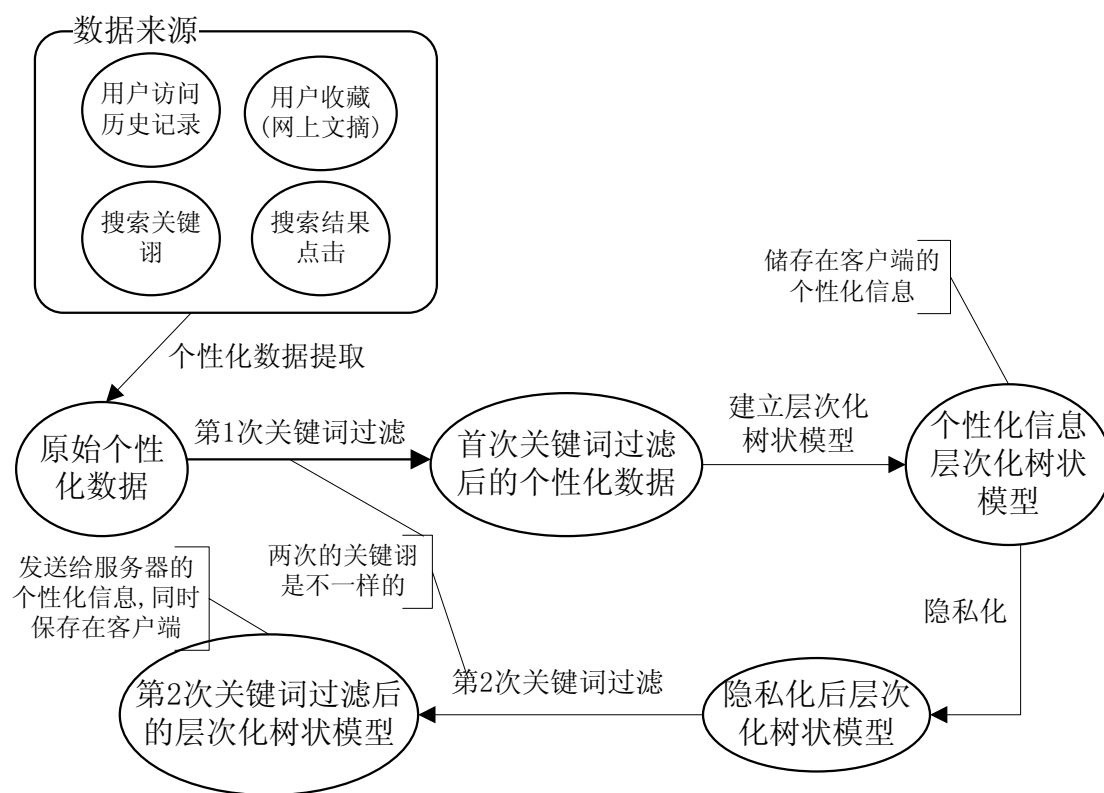 数据来源
用户访问
历史记录
用户收藏
(网上文摘)
搜索关键
诩
搜索结果
点击
储存在客户端的
个性化信息
个性化数据提取
原始个性
化数据
第1次关键词过滤
首次关键词过滤
后的个性化数据
建立层次化
树状模型
个性化信息
层次化树状
模型
两次的关键诩
是不一样的
发送给服务器的
个性化信息,同时
保存在客户端
隐私化
第2次关键词过滤后
的层次化树状模型
第2次关键词过滤
隐私化后层次
化树状模型